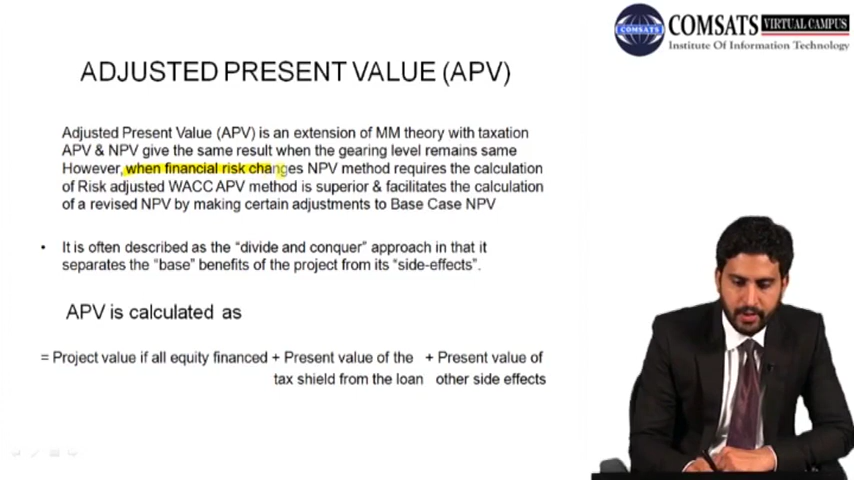 COMSATS VIRTUAL CAMPUS
Institute Of Information Technology
COMSATS
ADJUSTED PRESENT VALUE (APV)
Adjusted Present Value (APV) is an extension of MM theory with taxation
APV & NPV give the same result when the gearing level remains same
However, when financial risk changes NPV method requires the calculation
of Risk adjusted WACC APV method is superior & facilitates the calculation
of a revised NPV by making certain adjustments to Base Case NPV
• It is often described as the “divide and conquer” approach in that it
separates the “base” benefits of the project from its “side-effects”.
APV is calculated as
= Project value if all equity financed + Present value of the + Present value of
tax shield from the loan other side effects